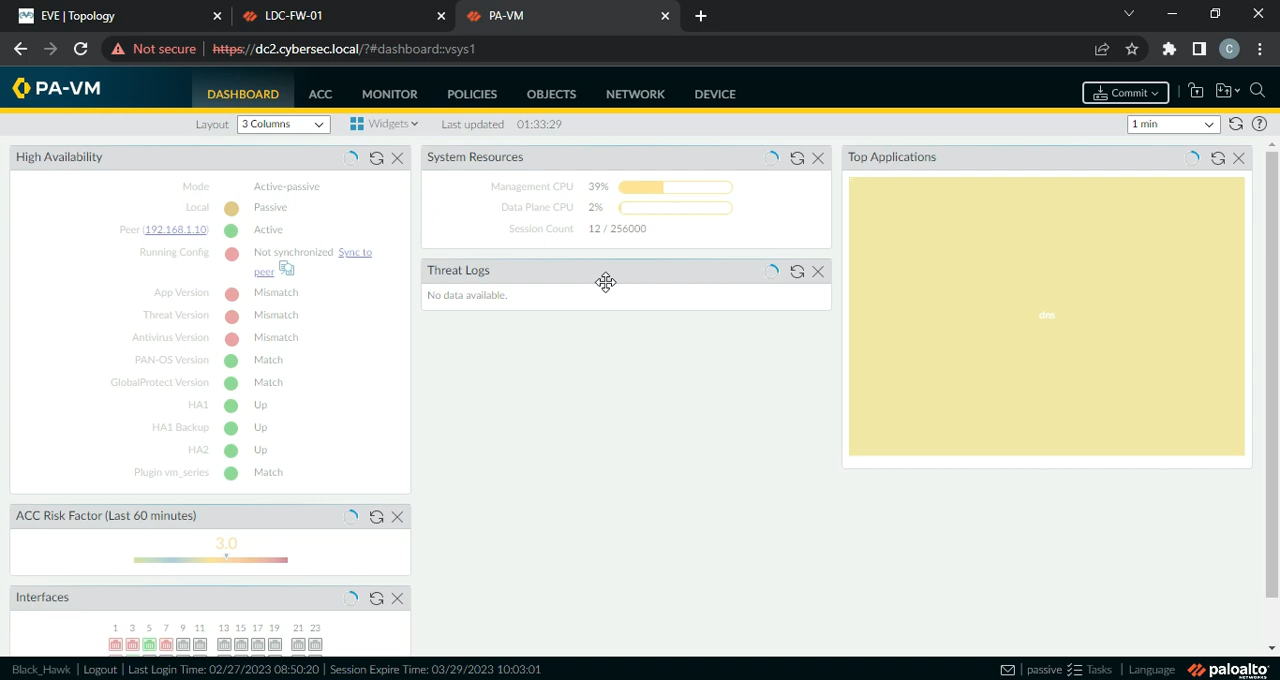 EVE | Topology
LDC-FW-01
PA-VM
Not secure
https://dc2.cybersec.local/?#dashboard::vsys1
C
PA-VM
DASHBOARD
ACC
MONITOR
POLICIES
OBJECTS
NETWORK
DEVICE
Commit
Layout 3 Columns
Widgets
Last updated 01:33:29
1 min
High Availability
Mode Active-passive
Local Passive
Peer (192.168.1.10) Active
Running Config Not synchronized Sync to
peer
App Version Mismatch
Threat Version Mismatch
Antivirus Version Mismatch
PAN-OS Version Match
GlobalProtect Version Match
HA1 Up
HA1 Backup Up
HA2 Up
Plugin vm_series Match
ACC Risk Factor (Last 60 minutes)
3.0
Interfaces
1 3 5 7 9 11 13 15 17 19 21 23
System Resources
Management CPU 39%
Data Plane CPU 2%
Session Count 12 / 256000
Threat Logs
No data available.
Top Applications
dns
Black_Hawk | Logout | Last Login Time: 02/27/2023 08:50:20 | Session Expire Time: 03/29/2023 10:03:01
passive
Tasks
Language
paloalto
NETWORKS